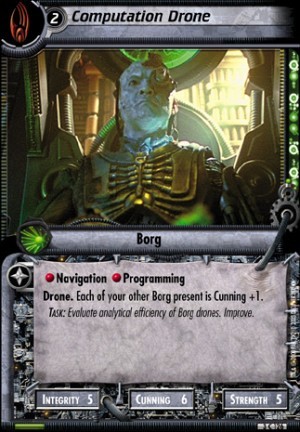 2 Computation Drone
Borg
Navigation Programming
Drone. Each of your other Borg present is Cunning +1.
Task: Evaluate analytical efficiency of Borg drones. Improve.
INTEGRITY 5 CUNNING 6 STRENGTH 5